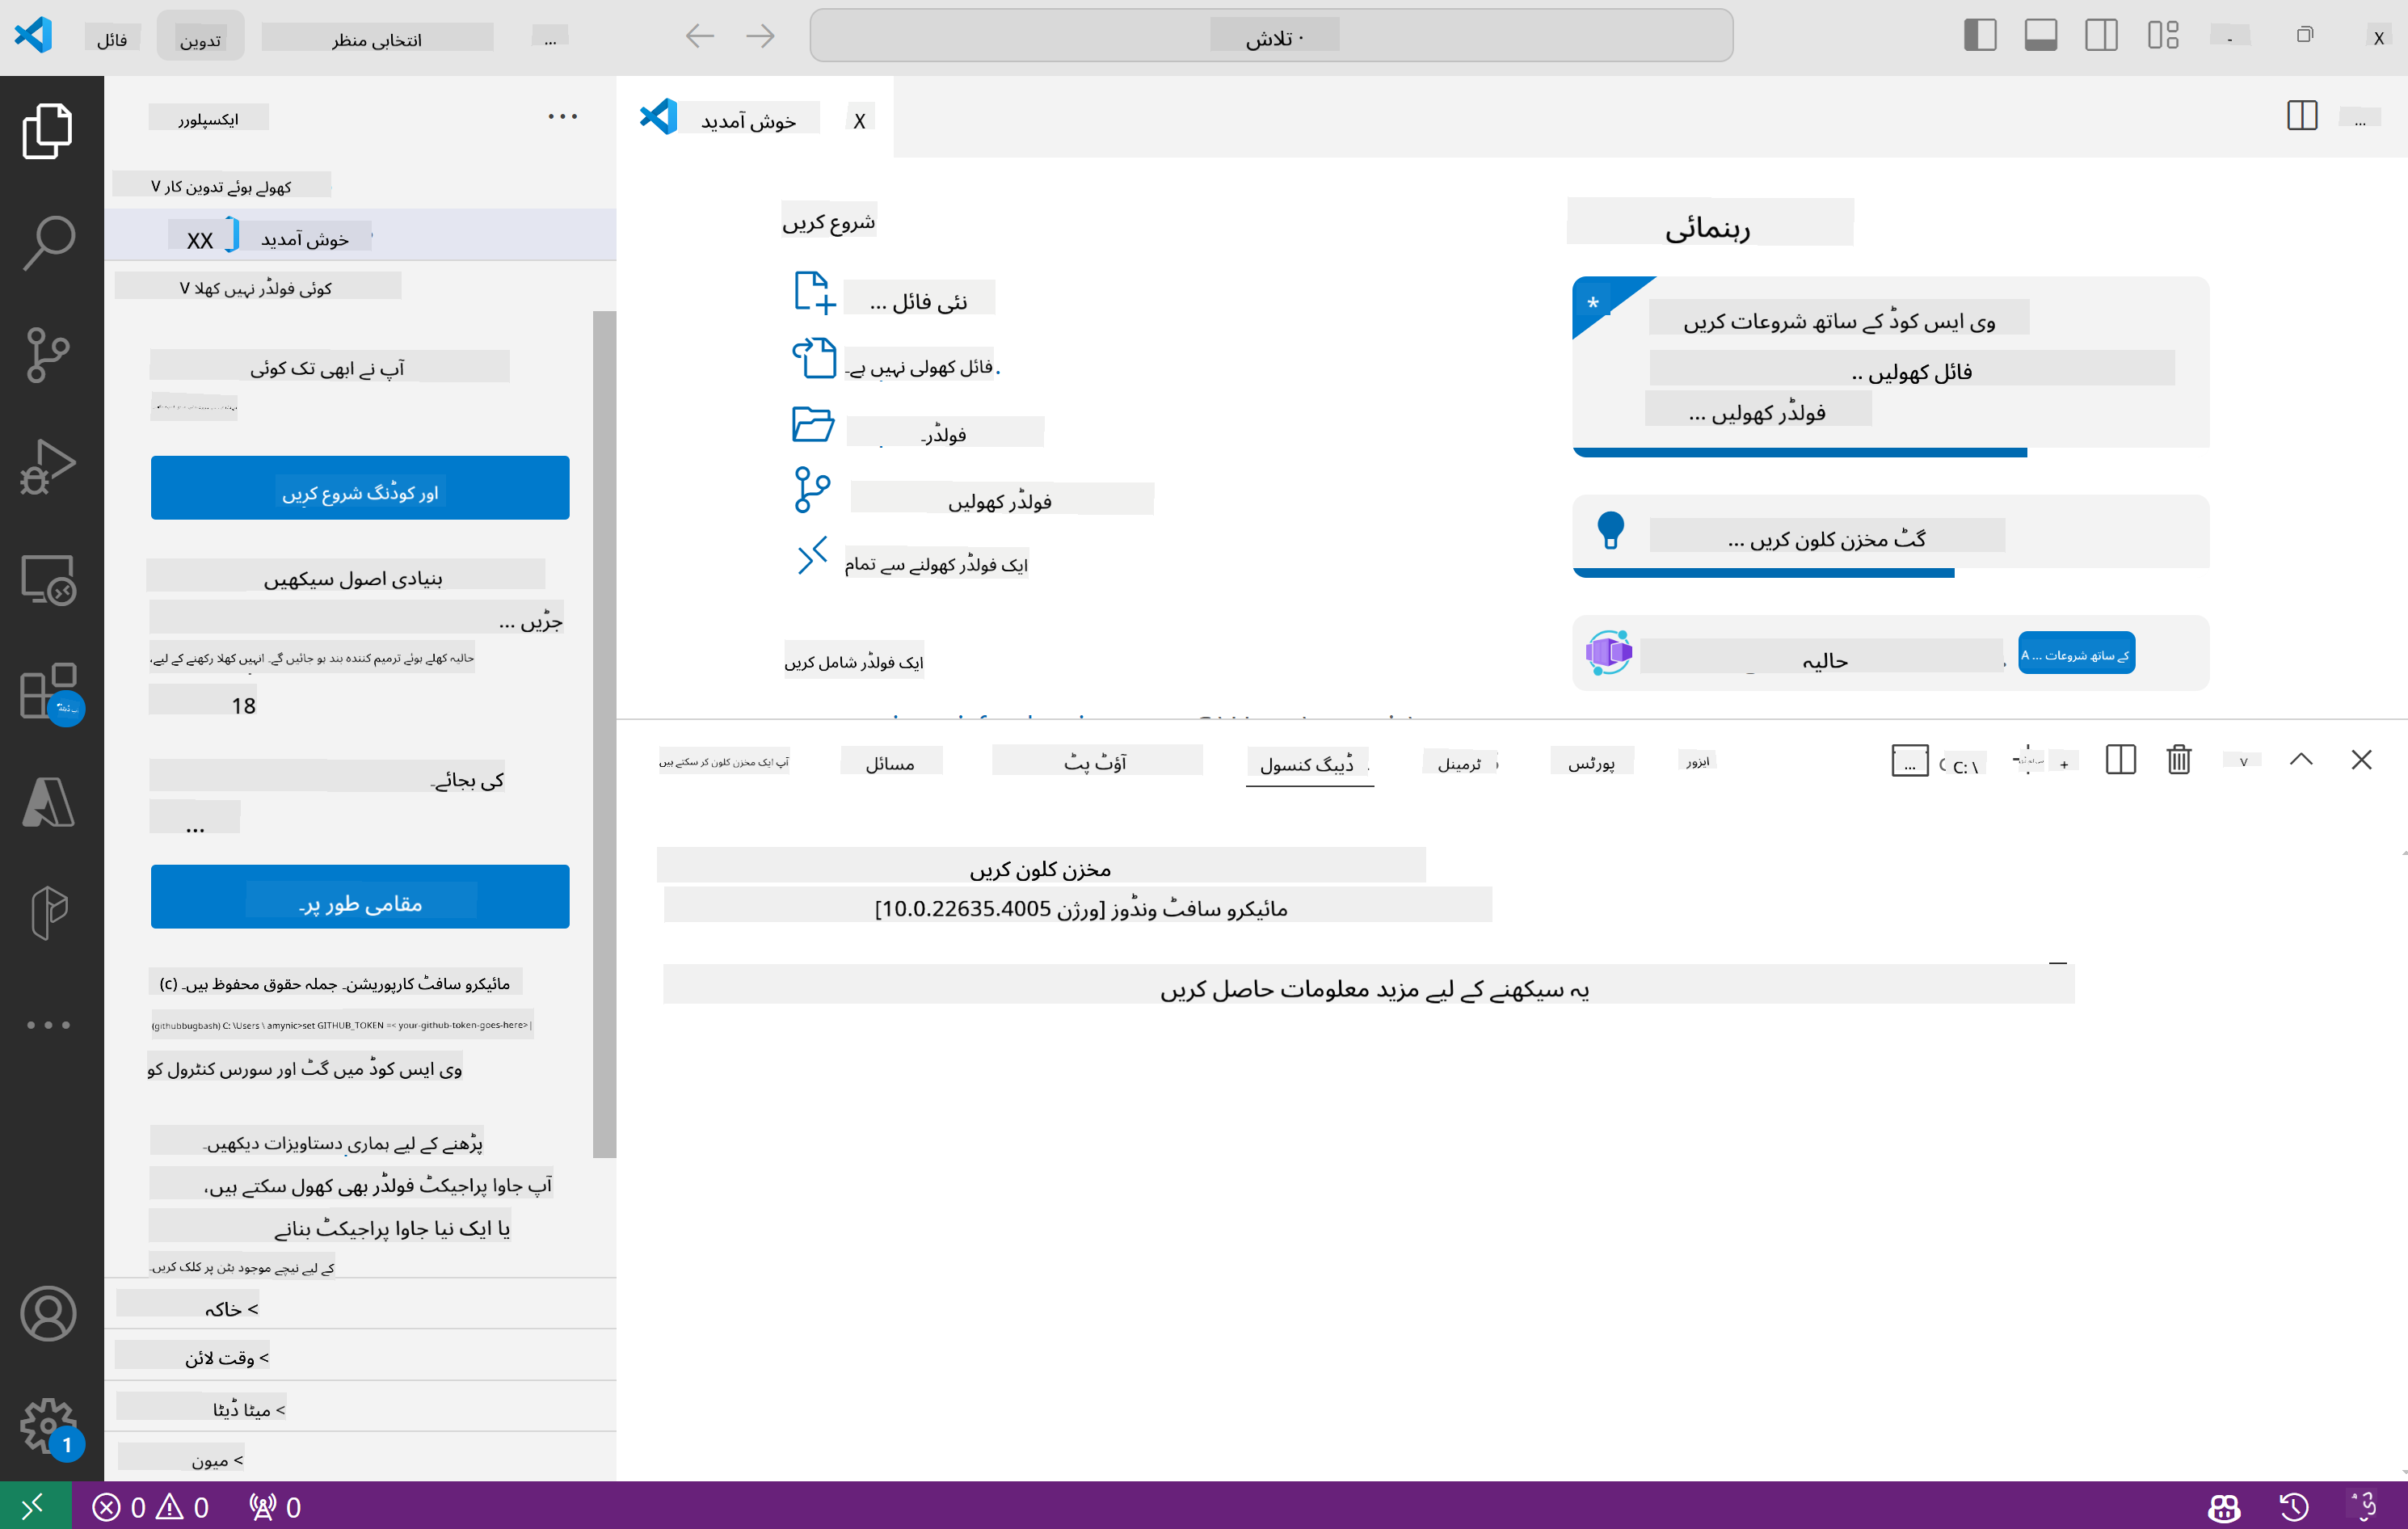 فائل
تدوین
انتخابی منظر
...
تلاش
-
X
ایکسپلورر
خوش آمدید
X
...
کھولے ہوئے تدوین کار V
XX
خوش آمدید
کوئی فولڈر نہیں کھلا V
آپ نے ابھی تک کوئی
اور کوڈنگ شروع کریں
بنیادی اصول سیکھیں
جڑیں ...
حالیہ کھلے ہوئے ترمیم کنندہ بند ہو جائیں گے۔ انہیں کھلا رکھنے کے لیے،
18
کی بجائے۔
...
مقامی طور پر۔
مائیکرو سافٹ کارپوریشن۔ جملہ حقوق محفوظ ہیں۔ (c)
(githubbugbash) C: \Users \ amynic>set GITHUB_TOKEN =< your-github-token-goes-here>|
وی ایس کوڈ میں گٹ اور سورس کنٹرول کو
پڑھنے کے لیے ہماری دستاویزات دیکھیں۔
آپ جاوا پراجیکٹ فولڈر بھی کھول سکتے ہیں،
یا ایک نیا جاوا پراجیکٹ بنانے
کے لیے نیچے موجود بٹن پر کلک کریں۔
> خاکہ
> وقت لائن
> میٹا ڈیٹا
> میون
شروع کریں
نئی فائل ...
فائل کھولی نہیں ہے۔
فولڈر۔
فولڈر کھولیں
ایک فولڈر کھولنے سے تمام
ایک فولڈر شامل کریں
رہنمائی
*
وی ایس کوڈ کے ساتھ شروعات کریں
فائل کھولیں ..
فولڈر کھولیں ...
گٹ مخزن کلون کریں ...
حالیہ
کے ساتھ شروعات ... A
آپ ایک مخزن کلون کر سکتے ہیں
مسائل
آؤٹ پٹ
ڈیبگ کنسول
ٹرمینل
پورٹس
ایزور
...
C: \
+
V
مخزن کلون کریں
مائیکرو سافٹ ونڈوز [ورژن 10.0.22635.4005]
یہ سیکھنے کے لیے مزید معلومات حاصل کریں
1
0
0
0